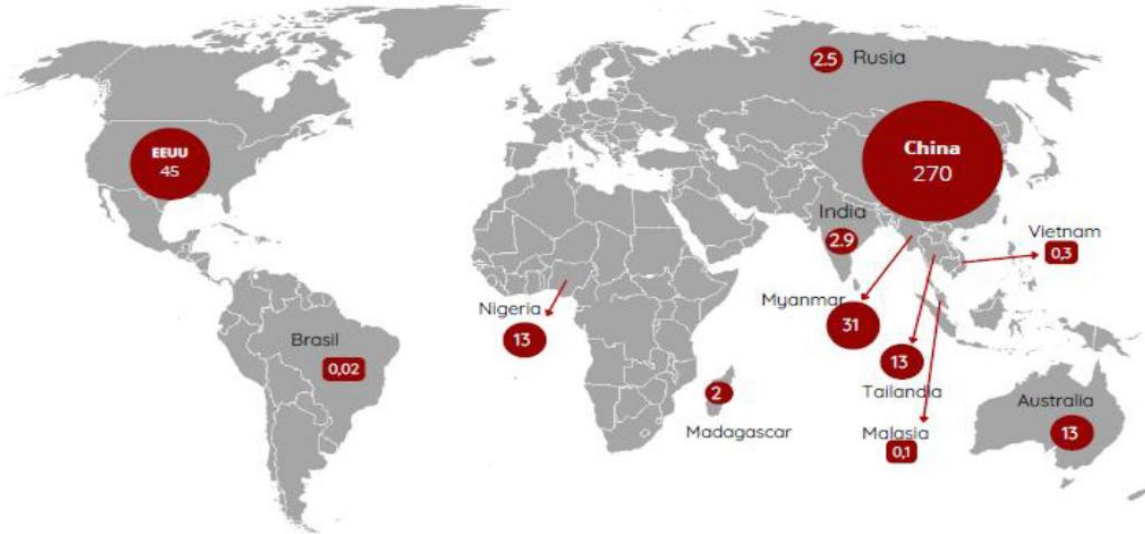 2.5 Rusia
EEUU
45
China
270
India
2.9
Vietnam
0,3
Myanmar
31
Nigeria
13
Brasil
0,02
13
Tailandia
2
Madagascar
Malasia
0,1
Australia
13